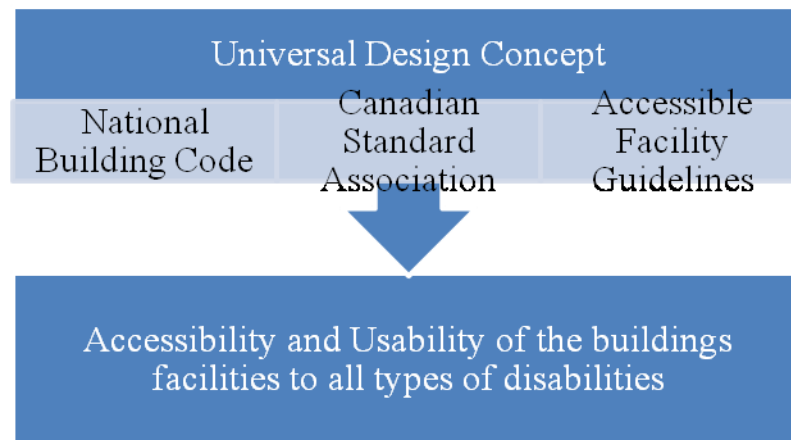 Universal Design Concept
National
Building Code
Canadian
Standard
Association
Accessible
Facility
Guidelines
Accessibility and Usability of the buildings
facilities to all types of disabilities